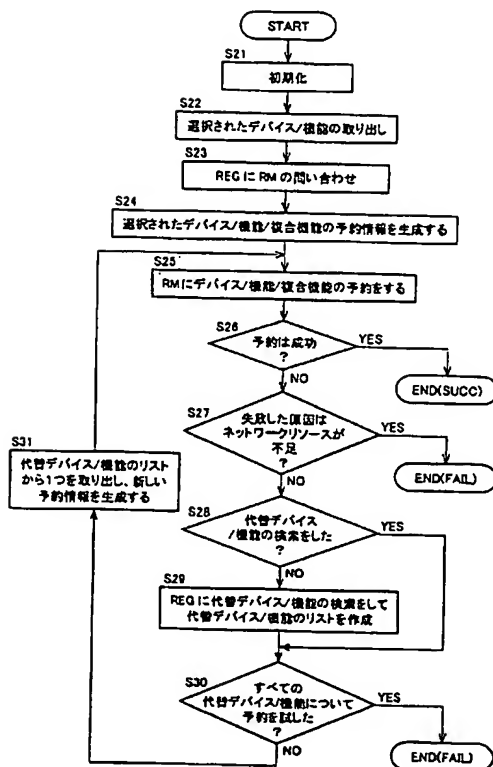 START
S21
初期化
S22
選択されたデバイス/機能の取り出し
S23
REGにRMの問い合わせ
S24
選択されたデバイス/機能/複合機能の予約情報を生成する
S25
RMにデバイス/機能/複合機能の予約をする
S26
予約は成功
?
YES
END(SUCC)
NO
S27
失敗した原因は
ネットワークリソースが
不足
?
YES
END(FAIL)
NO
S28
代替デバイス
/機能の検索をした
?
YES
NO
S29
REGに代替デバイス/機能の検索をして
代替デバイス/機能のリストを作成
S30
すべての
代替デバイス/機能について
予約を試した
?
YES
END(FAIL)
NO
S31
代替デバイス/機能のリスト
から1つを取り出し、新しい
予約情報を生成する